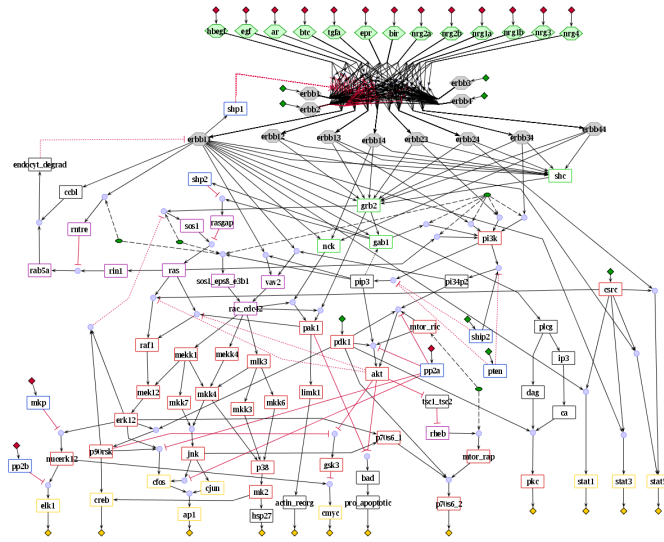 hbegf
egf
ar
btc
tgfa
epr
bir
nrg2a
nrg2b
nrg1a
nrg1b
nrg3
nrg4
erbb1
erbb3
erbb2
erbb4
shp1
erbb11
erbb12
erbb13
erbb14
erbb23
erbb24
erbb34
erbb44
endocyt_degrad
shc
ccbl
shp2
grb2
rntre
sos1
rasgap
nck
gab1
pi3k
rab5a
rin1
ras
sos1_eps8_e3b1
vav2
pip3
pi34p2
csrc
rac_cdc42
raf1
pak1
mtor_ric
plcg
pdk1
ship2
mekk1
mekk4
mlk3
pp2a
pten
ip3
akt
mek12
mkk7
mkk4
mkk3
mkk6
limk1
tsc1_tsc2
dag
ca
mkp
erk12
rheb
p90rsk
jnk
p70s6_1
nucerk12
p38
gsk3
bad
mtor_rap
pp2b
cfos
cjun
mk2
pkc
stat1
stat3
stat5
elk1
creb
ap1
hsp27
actin_reorg
cmyc
pro_apoptotic
p70s6_2